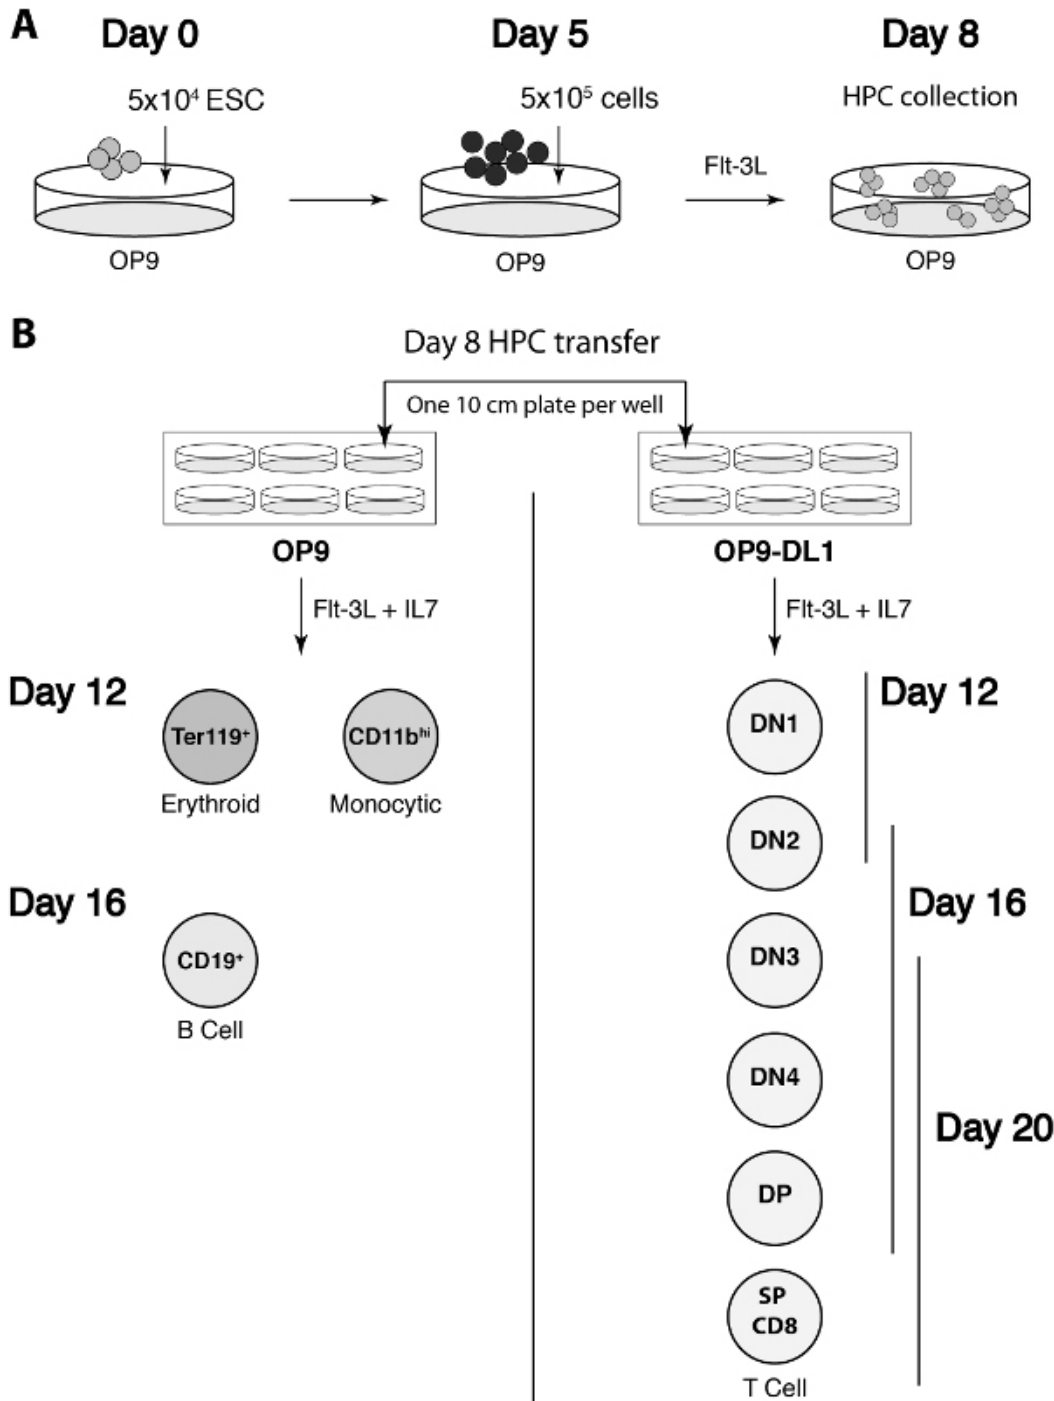 A
Day 0
Day 5
Day 8
5x10⁴ ESC
5x10⁵ cells
HPC collection
Flt-3L
OP9
OP9
OP9
B
Day 8 HPC transfer
One 10 cm plate per well
OP9
OP9-DL1
Flt-3L + IL7
Flt-3L + IL7
Day 12
Ter119⁺
CD11bʰⁱ
Erythroid
Monocytic
Day 16
CD19⁺
B Cell
DN1
Day 12
DN2
Day 16
DN3
DN4
Day 20
DP
SP
CD8
T Cell